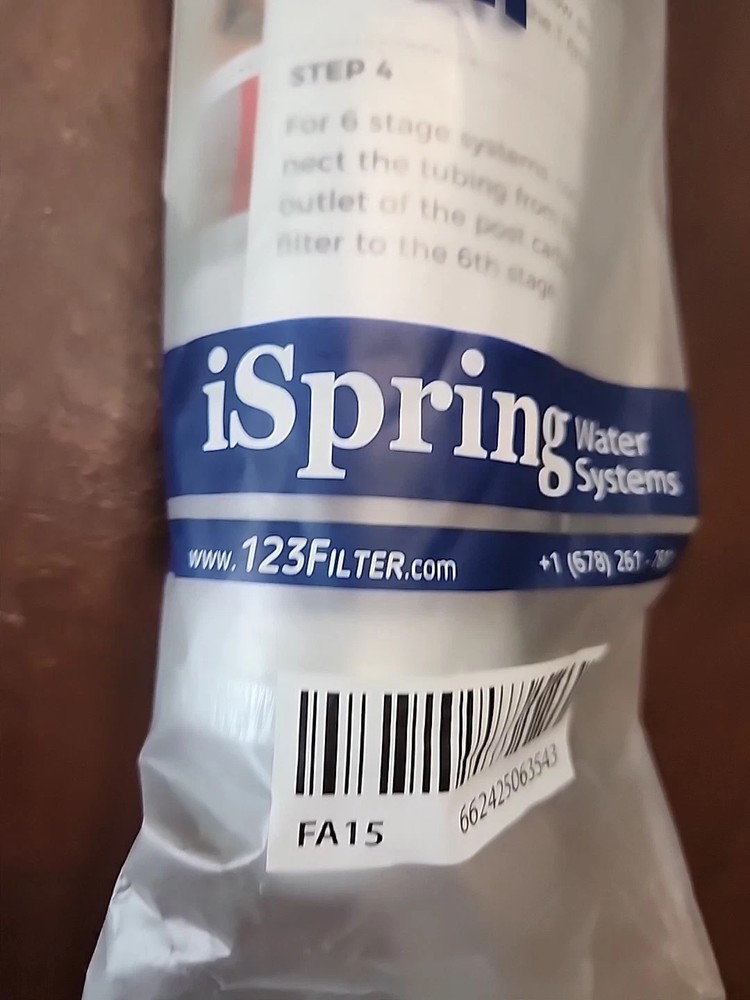 STEP 4
For 6 stage systems
nect the tubing from
outlet of the post
filter to the 6th stage
iSpring
Water
Systems
www.123FILTER.com
+1 (678) 261 -
662425063543
FA15